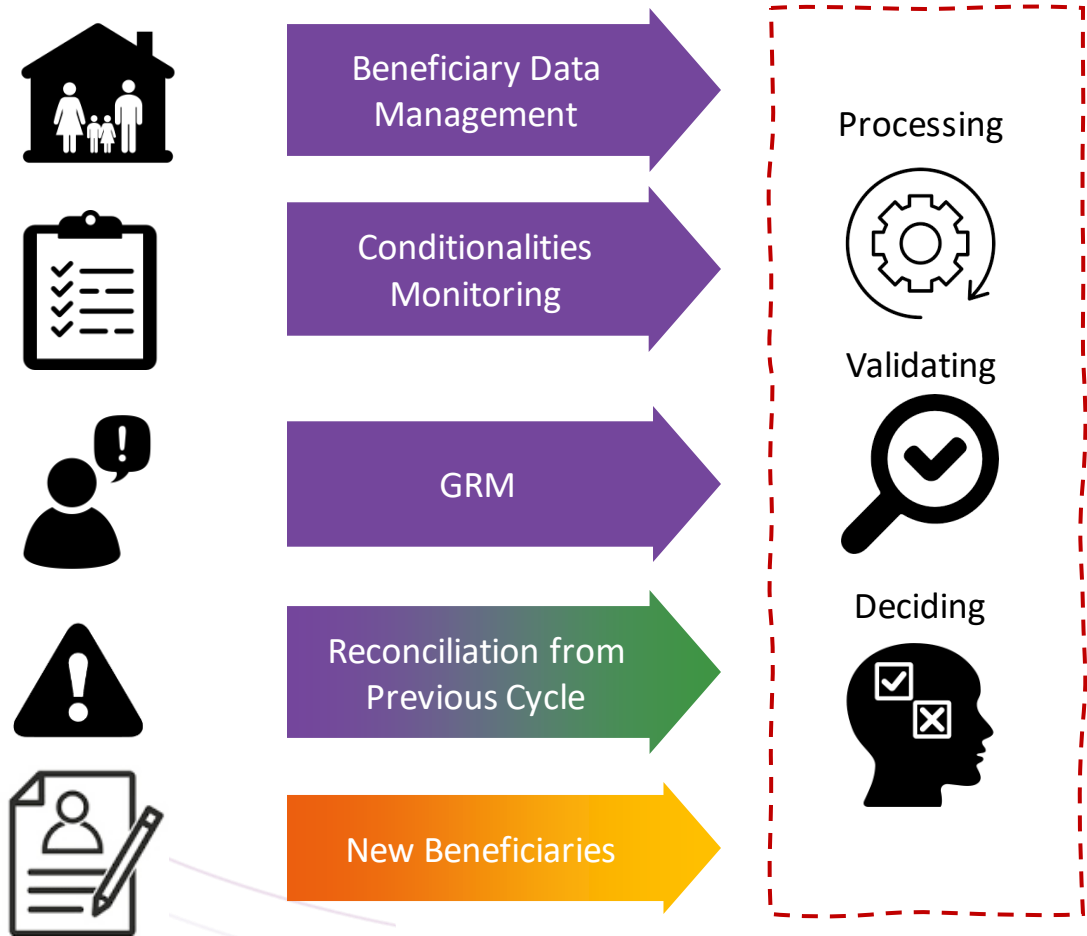 Beneficiary Data
Management
Conditionalities
Monitoring
GRM
Reconciliation from
Previous Cycle
New Beneficiaries
Processing
Validating
Deciding